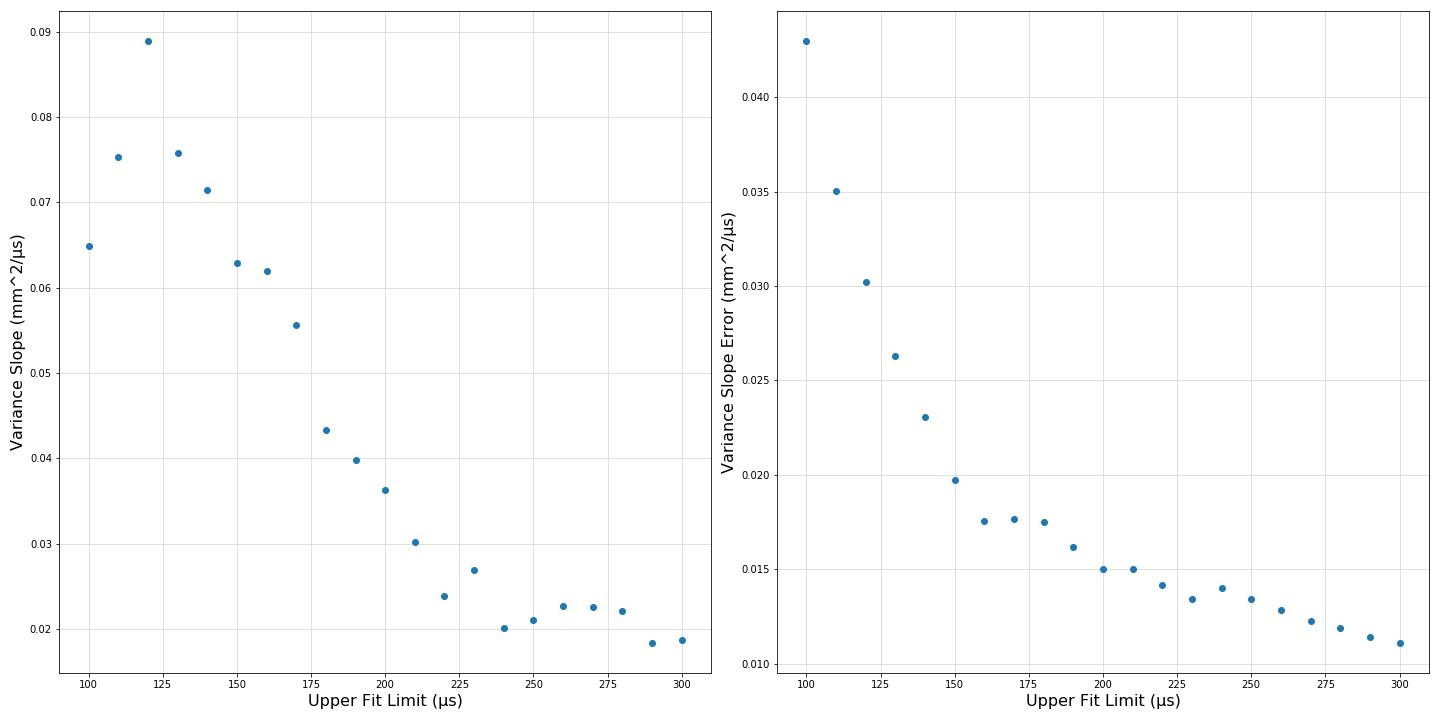 0.09
0.08
0.07
0.06
0.05
0.04
0.03
0.02
Variance Slope (mm^2/μs)
100 125 150 175 200 225 250 275 300
Upper Fit Limit (μs)
0.040
0.035
0.030
0.025
0.020
0.015
0.010
Variance Slope Error (mm^2/μs)
100 125 150 175 200 225 250 275 300
Upper Fit Limit (μs)